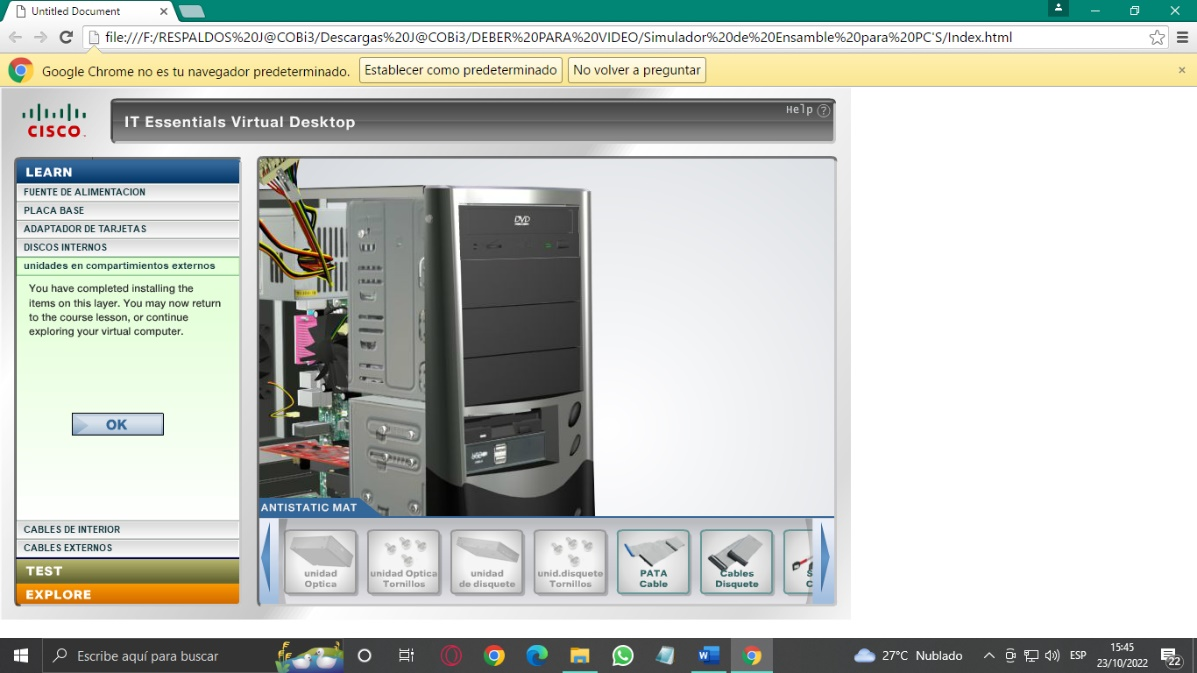 Untitled Document
file:///F:/RESPALDOS%20J@COBi3/Descargas%20J@COBi3/DEBER%20PARA%20VIDEO/Simulador%20de%20Ensamble%20para%20PC'S/Index.html
Google Chrome no es tu navegador predeterminado. Establecer como predeterminado No volver a preguntar
CISCO
IT Essentials Virtual Desktop
Help ?
LEARN
FUENTE DE ALIMENTACION
PLACA BASE
ADAPTADOR DE TARJETAS
DISCOS INTERNOS
unidades en compartimientos externos
You have completed installing the
items on this layer. You may now return
to the course lesson, or continue
exploring your virtual computer.
OK
CABLES DE INTERIOR
CABLES EXTERNOS
TEST
EXPLORE
DVD
ANTISTATIC MAT
unidad
Optica
unidad Optica
Tornillos
unidad
de disquete
unid.disquete
Tornillos
PATA
Cable
Cables
Disquete
S
C
Escribe aquí para buscar
27°C Nublado
ESP
15:45
23/10/2022
22